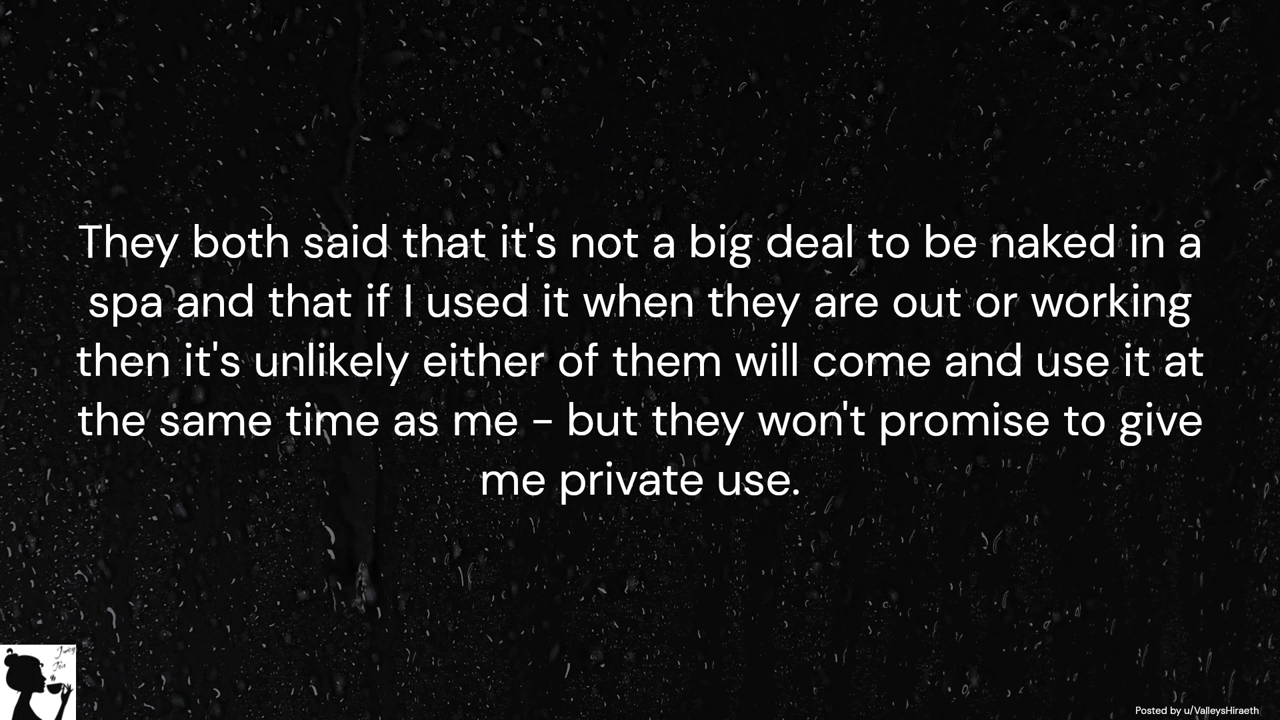 They both said that it's not a big deal to be naked in a
spa and that if I used it when they are out or working
then it's unlikely either of them will come and use it at
the same time as me – but they won't promise to give
me private use.
Posted by u/ValleysHiraeth